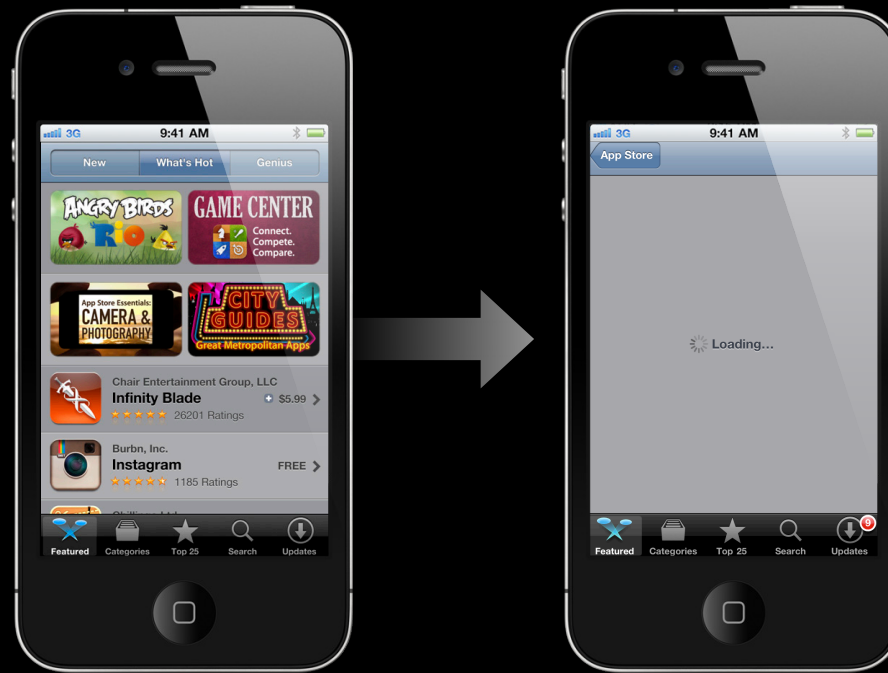 3G 9:41 AM
New What's Hot Genius
ANGRY BIRDS
RIO
GAME CENTER
Connect.
Compete.
Compare.
App Store Essentials:
CAMERA &
PHOTOGRAPHY
CITY
GUIDES
Great Metropolitan Apps
Chair Entertainment Group, LLC
Infinity Blade $5.99
26201 Ratings
Burbn, Inc.
Instagram FREE
1185 Ratings
Featured Categories Top 25 Search Updates
3G 9:41 AM
App Store
Loading...
9
Featured Categories Top 25 Search Updates